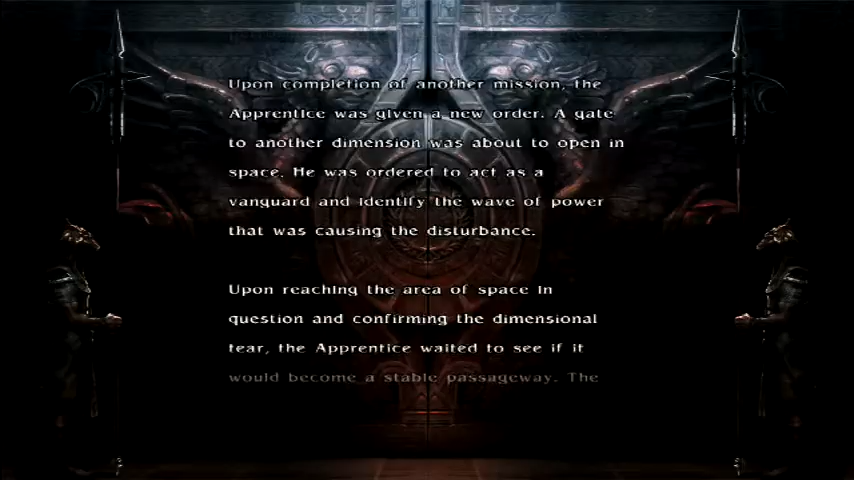 Upon completion of another mission, the
Apprentice was given a new order. A gate
to another dimension was about to open in
space. He was ordered to act as a
vanguard and identify the wave of power
that was causing the disturbance.
Upon reaching the area of space in
question and confirming the dimensional
tear, the Apprentice waited to see if it
would become a stable passageway. The